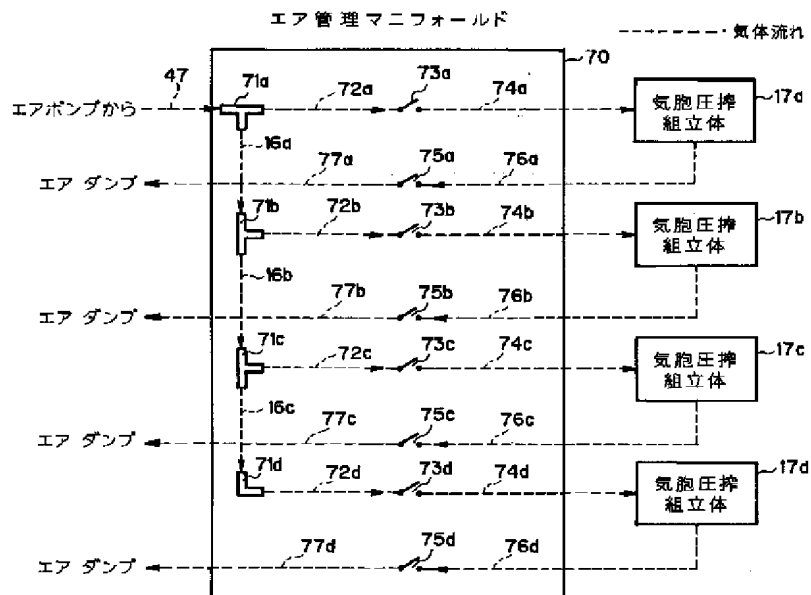 エア管理マニフォールド
気体流れ
70
エアポンプから
47
71a
72a
73a
74a
気胞圧搾
組立体
17a
16a
エア ダンプ
77a
75a
76a
71b
72b
73b
74b
気胞圧搾
組立体
17b
16b
エア ダンプ
77b
75b
76b
71c
72c
73c
74c
気胞圧搾
組立体
17c
16c
エア ダンプ
77c
75c
76c
71d
72d
73d
74d
気胞圧搾
組立体
17d
エア ダンプ
77d
75d
76d